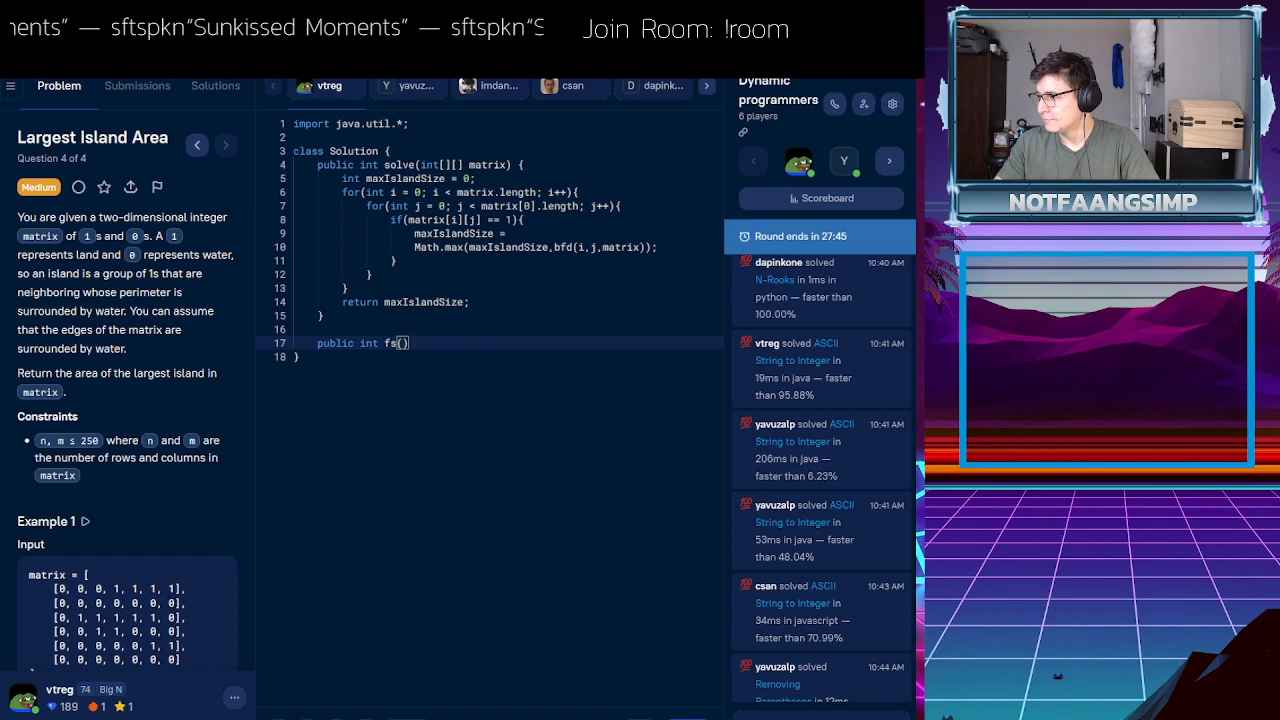 nents” — sftspkn“Sunkissed Moments” — sftspkn“S
Join Room: !room
Problem
Submissions
Solutions
Largest Island Area
Question 4 of 4
Medium
You are given a two-dimensional integer
matrix of 1s and 0s. A 1
represents land and 0 represents water,
so an island is a group of 1s that are
neighboring whose perimeter is
surrounded by water. You can assume
that the edges of the matrix are
surrounded by water.
Return the area of the largest island in
matrix.
Constraints
• n, m ≤ 250 where n and m are
the number of rows and columns in
matrix
Example 1
Input
matrix = [
[0, 0, 0, 1, 1, 1, 1],
[0, 0, 0, 0, 0, 0, 0],
[0, 1, 1, 1, 1, 1, 0],
[0, 0, 1, 1, 0, 0, 0],
[0, 0, 0, 0, 1, 1],
[0, 0, 0, 0, 0, 0, 0]
vtreg 74 Big N
189 1 1
vtreg
Y yavuz...
imdan...
csan
D dapink...
1 import java.util.*;
2
3 class Solution {
4 public int solve(int[][] matrix) {
5 int maxIslandSize = 0;
6 for(int i = 0; i < matrix.length; i++){
7 for(int j = 0; j < matrix[0].length; j++){
8 if(matrix[i][j] == 1){
9 maxIslandSize =
10 Math.max(maxIslandSize,bfd(i,j,matrix));
11 }
12 }
13 }
14 return maxIslandSize;
15 }
16
17 public int fs()
18 }
Dynamic
programmers
6 players
Y
Scoreboard
Round ends in 27:45
dapinkone solved 10:40 AM
N-Rooks in 1ms in
python — faster than
100.00%
vtreg solved ASCII 10:41 AM
String to Integer in
19ms in java — faster
than 95.88%
yavuzalp solved ASCII 10:41 AM
String to Integer in
206ms in java —
faster than 6.23%
yavuzalp solved ASCII 10:41 AM
String to Integer in
53ms in java — faster
than 48.04%
csan solved ASCII 10:43 AM
String to Integer in
34ms in javascript —
faster than 70.99%
yavuzalp solved 10:44 AM
Removing
Parentheses in 12ms
NOTFAANGSIMP